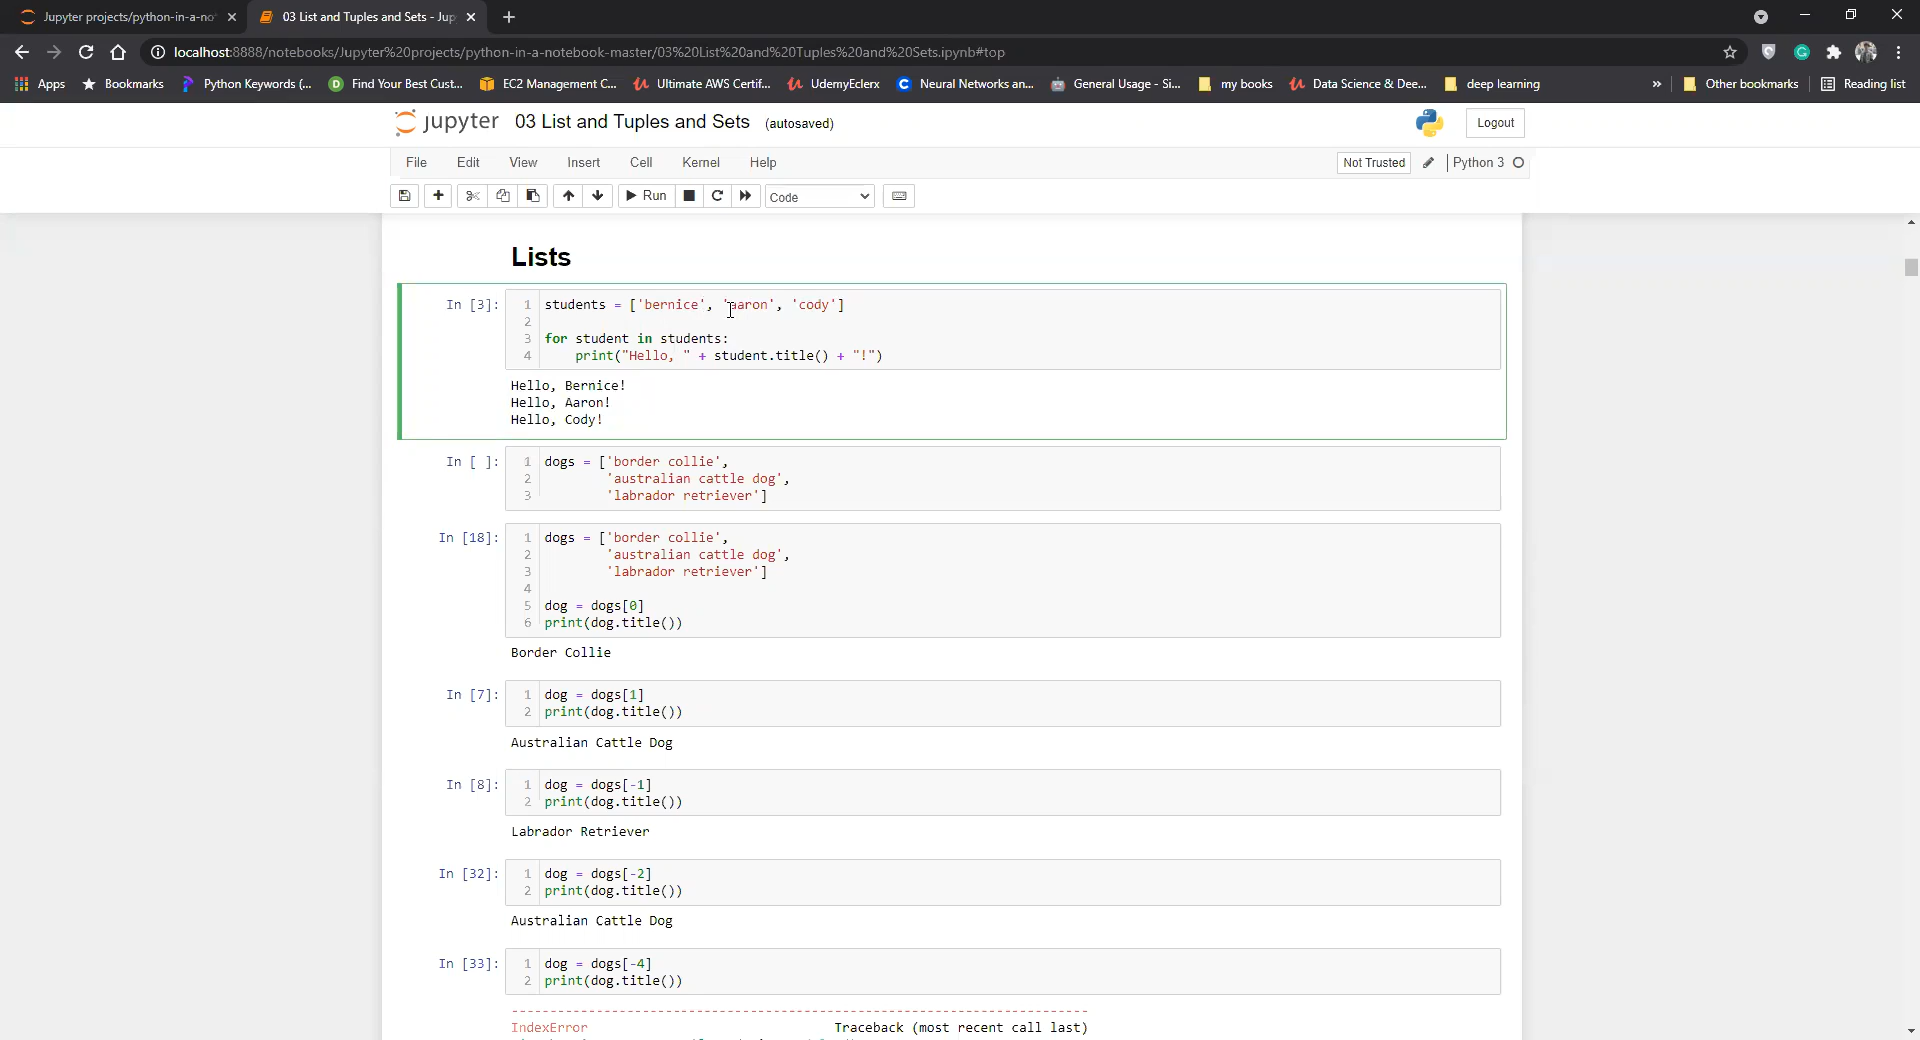 Jupyter projects/python-in-a-no
03 List and Tuples and Sets - Jup
localhost:8888/notebooks/Jupyter%20projects/python-in-a-notebook-master/03%20List%20and%20Tuples%20and%20Sets.ipynb#top
Apps Bookmarks Python Keywords (... Find Your Best Cust... EC2 Management C... Ultimate AWS Certif... UdemyEclerx Neural Networks an... General Usage - Si... my books Data Science & Dee... deep learning » Other bookmarks Reading list
jupyter 03 List and Tuples and Sets (autosaved) Logout
File Edit View Insert Cell Kernel Help Not Trusted Python 3
Run Code
Lists
In [3]: 1 students = ['bernice', 'aaron', 'cody']
2
3 for student in students:
4 print("Hello, " + student.title() + "!")
Hello, Bernice!
Hello, Aaron!
Hello, Cody!
In [ ]: 1 dogs = ['border collie',
2 'australian cattle dog',
3 'labrador retriever']
In [18]: 1 dogs = ['border collie',
2 'australian cattle dog',
3 'labrador retriever']
4
5 dog = dogs[0]
6 print(dog.title())
Border Collie
In [7]: 1 dog = dogs[1]
2 print(dog.title())
Australian Cattle Dog
In [8]: 1 dog = dogs[-1]
2 print(dog.title())
Labrador Retriever
In [32]: 1 dog = dogs[-2]
2 print(dog.title())
Australian Cattle Dog
In [33]: 1 dog = dogs[-4]
2 print(dog.title())
---------------------------------------------------------------------------
IndexError Traceback (most recent call last)